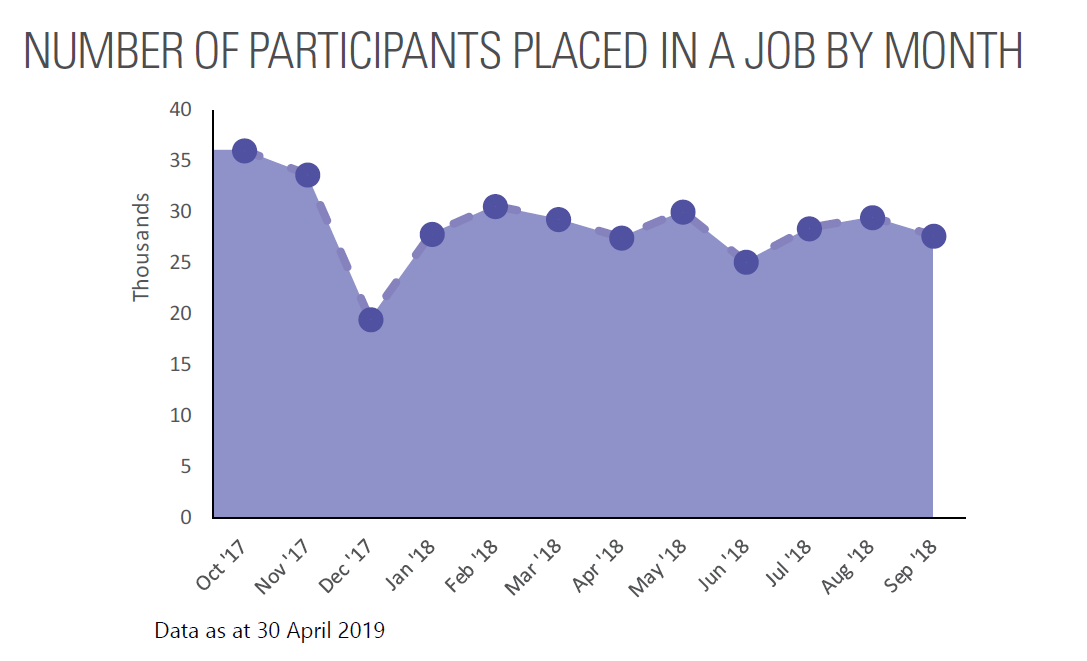 NUMBER OF PARTICIPANTS PLACED IN A JOB BY MONTH
Thousands
40
35
30
25
20
15
10
5
0
Oct '17
Nov '17
Dec '17
Jan '18
Feb '18
Mar '18
Apr '18
May '18
Jun '18
Jul '18
Aug '18
Sep '18
Data as at 30 April 2019